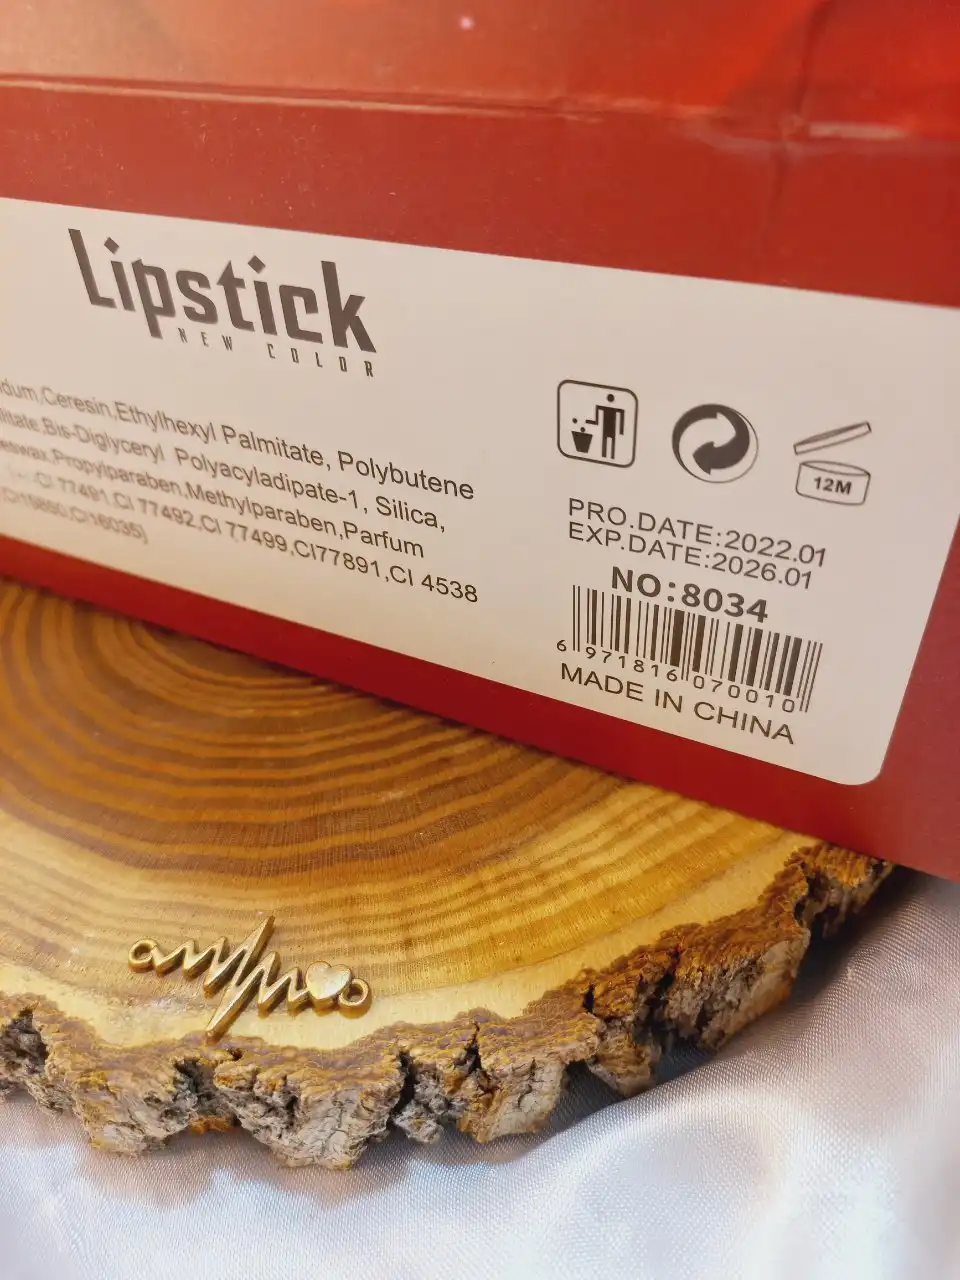 Lipstick
NEW COLOR
Ceresin,Ethylhexyl Palmitate, Polybutene
Bis-Diglyceryl Polyacyladipate-1, Silica,
Propylparaben,Methylparaben,Parfum
CI 77491,CI 77492,CI 77499,CI77891,CI 4538
CI16035)
12M
PRO.DATE:2022.01
EXP.DATE:2026.01
NO:8034
6 971816 070010
MADE IN CHINA